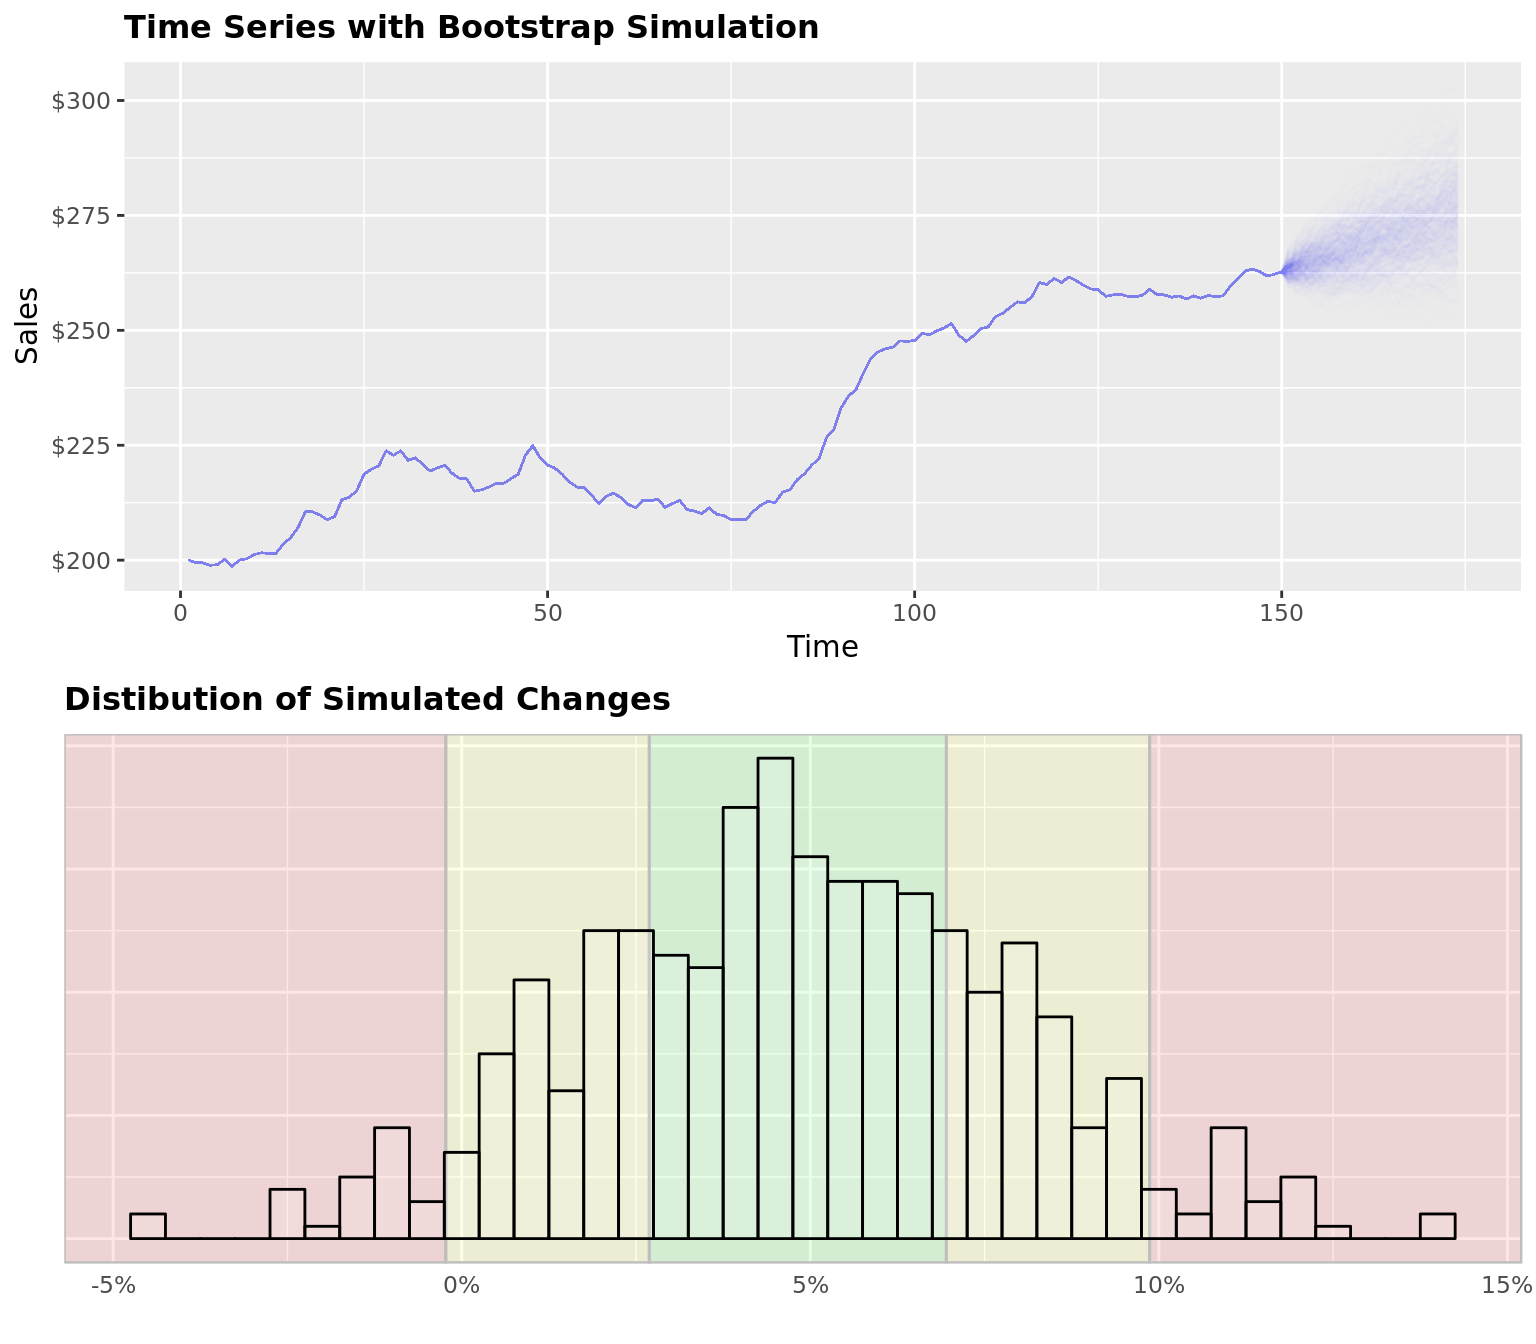 Time Series with Bootstrap Simulation
$300
$275
$250
$225
$200
Sales
0 50 100 150
Time
Distibution of Simulated Changes
-5% 0% 5% 10% 15%